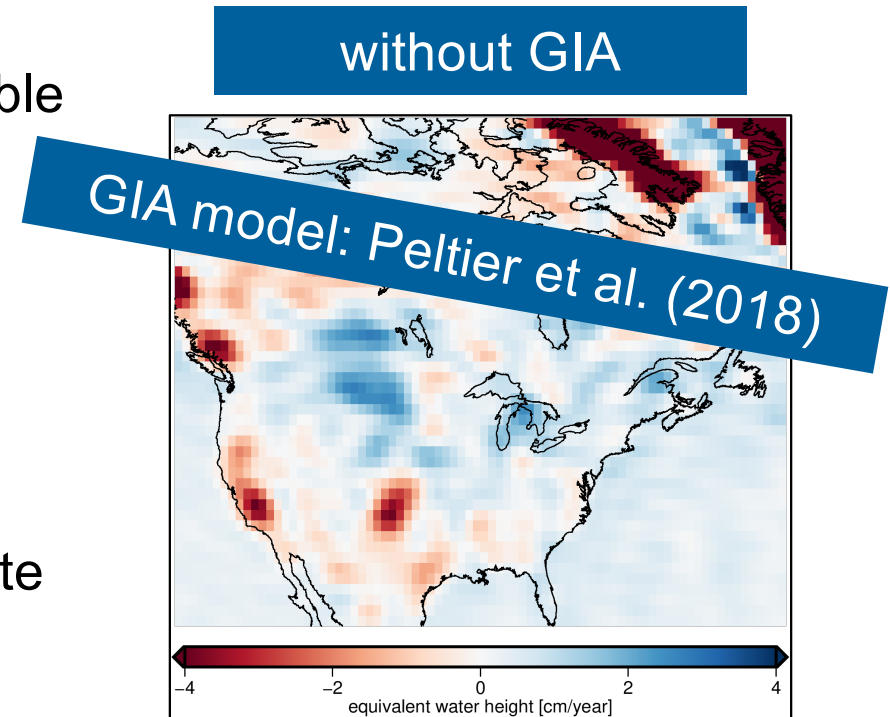 without GIA
ble
GIA model: Peltier et al. (2018)
te
−4 −2 0 2 4
equivalent water height [cm/year]